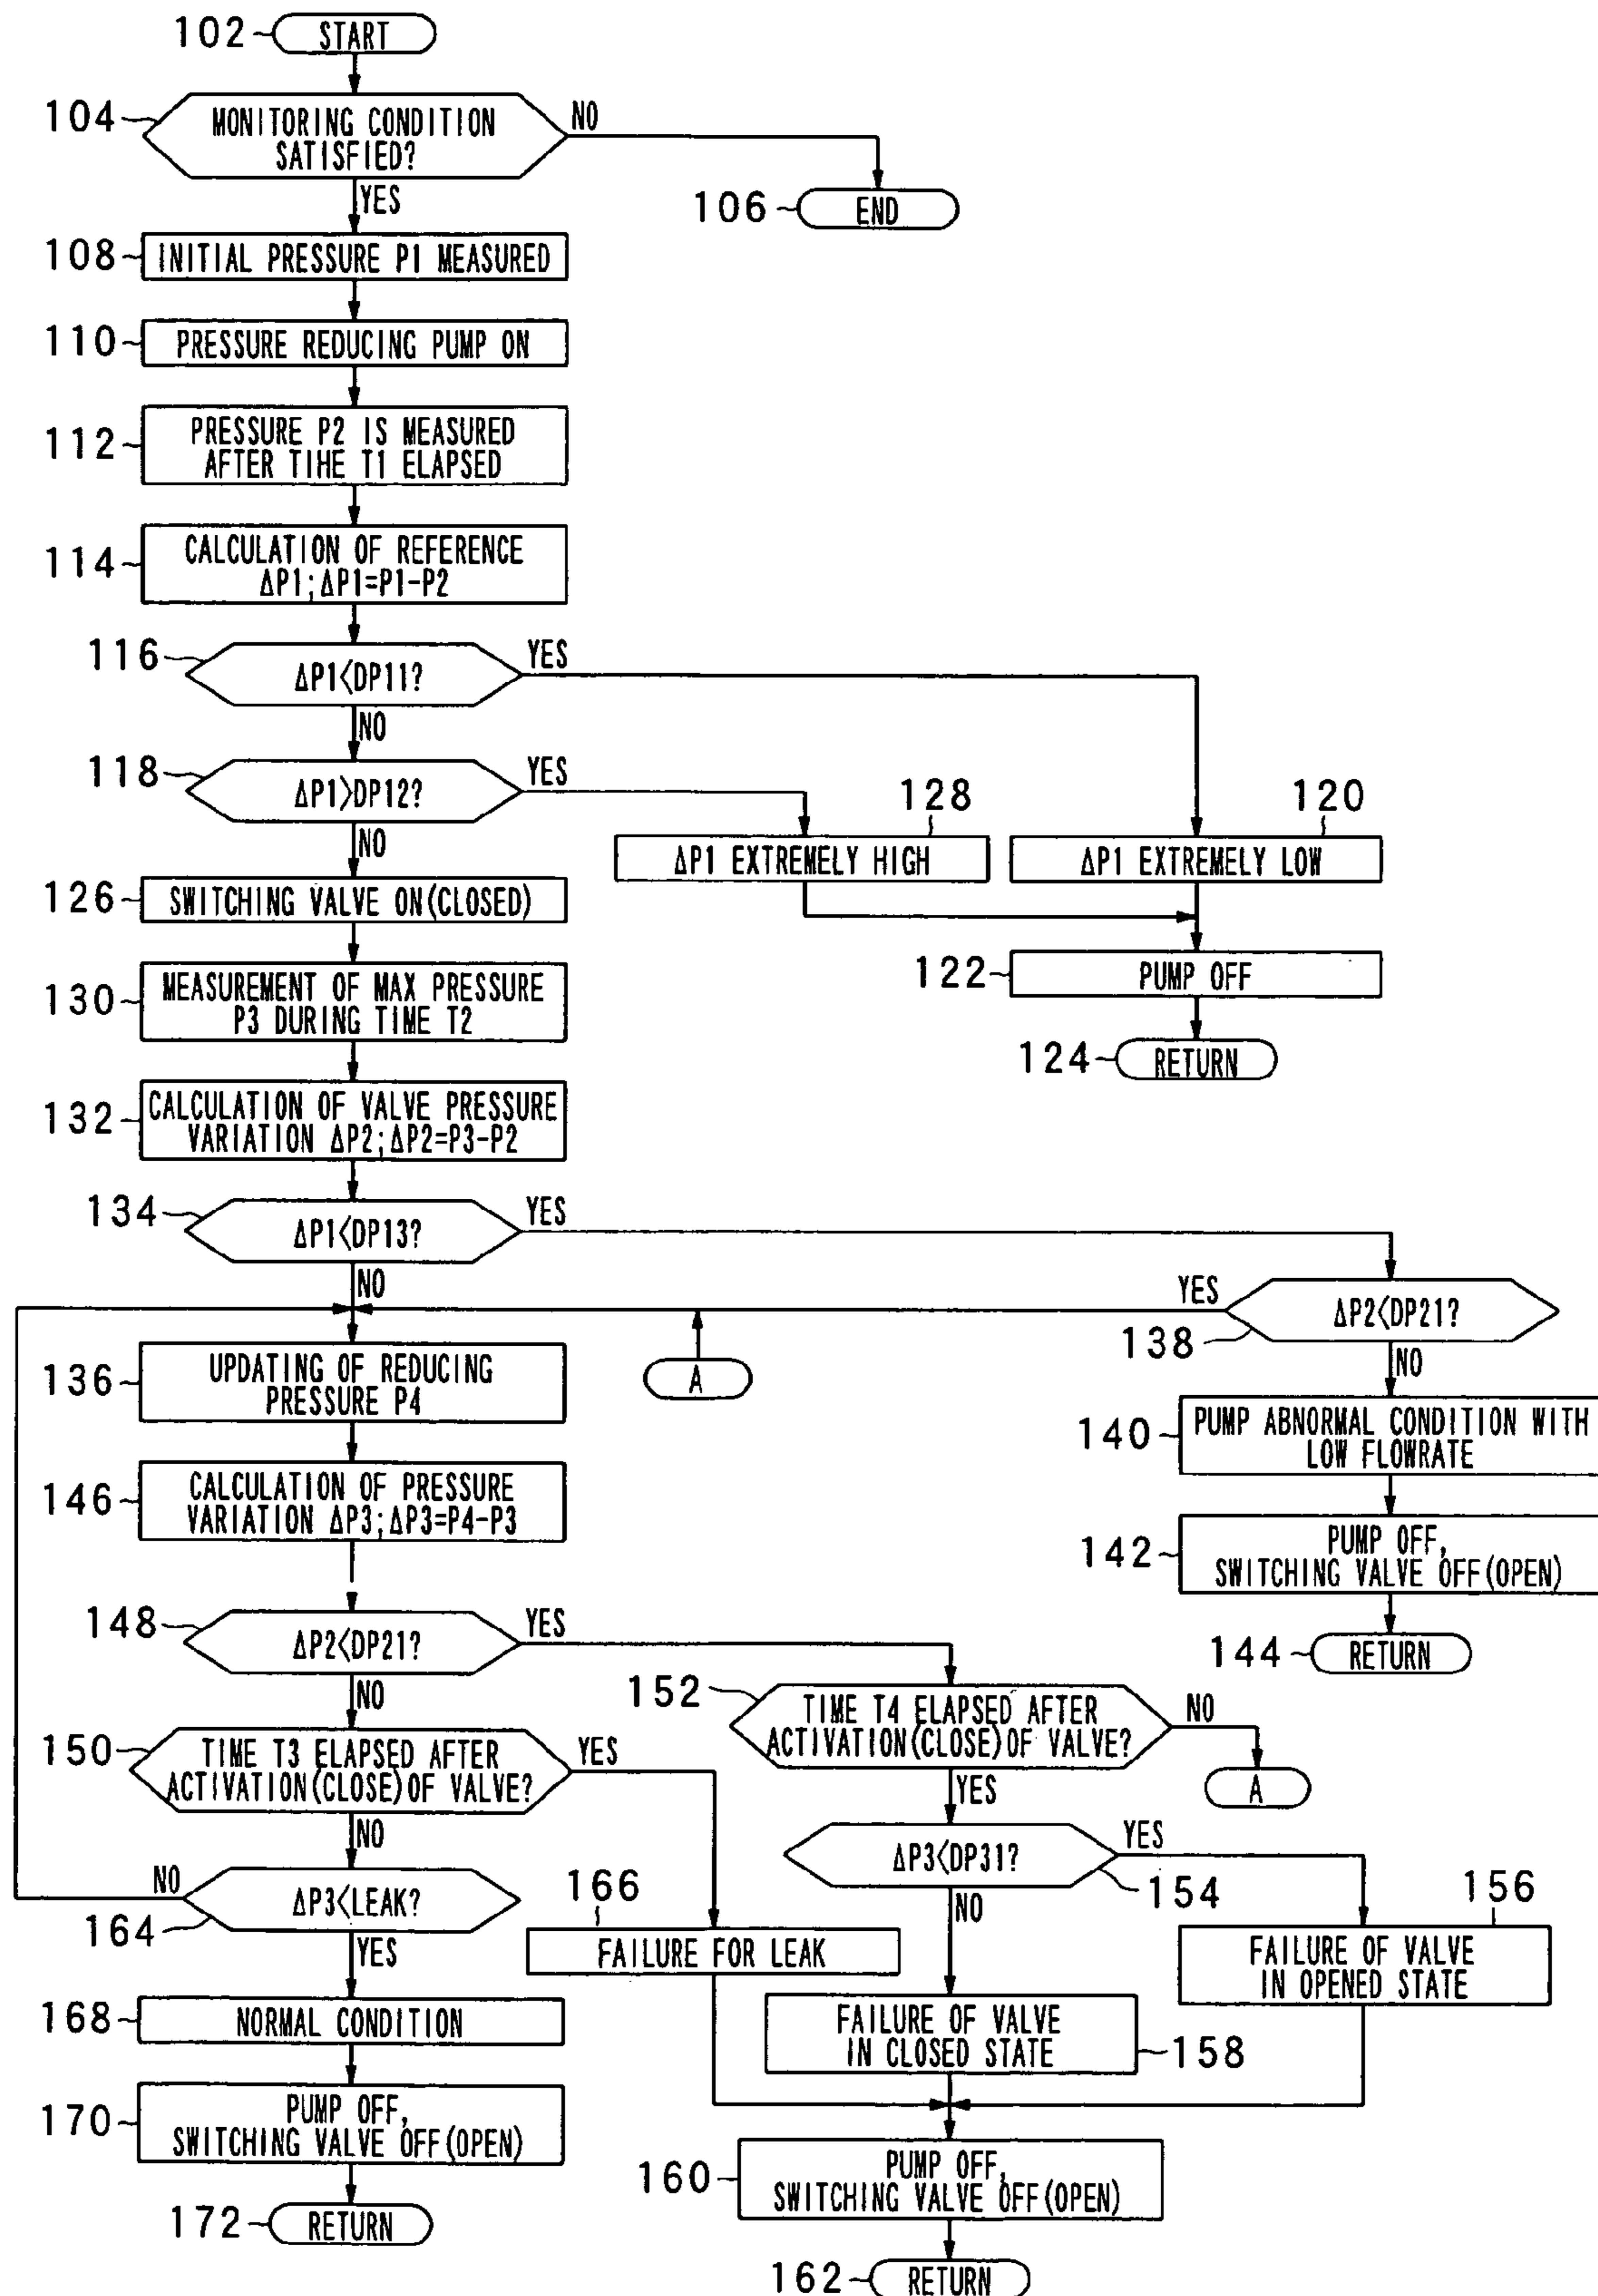 102
START
104
MONITORING CONDITION
SATISFIED?
NO
YES
106
END
108
INITIAL PRESSURE P1 MEASURED
110
PRESSURE REDUCING PUMP ON
112
PRESSURE P2 IS MEASURED
AFTER TIHE T1 ELAPSED
114
CALCULATION OF REFERENCE
ΔP1;ΔP1=P1-P2
116
ΔP1<DP11?
YES
NO
118
ΔP1>DP12?
YES
NO
128
ΔP1 EXTREMELY HIGH
120
ΔP1 EXTREMELY LOW
126
SWITCHING VALVE ON(CLOSED)
122
PUMP OFF
130
MEASUREMENT OF MAX PRESSURE
P3 DURING TIME T2
124
RETURN
132
CALCULATION OF VALVE PRESSURE
VARIATION ΔP2;ΔP2=P3-P2
134
ΔP1<DP13?
YES
NO
YES
ΔP2<DP21?
138
NO
136
UPDATING OF REDUCING
PRESSURE P4
A
140
PUMP ABNORMAL CONDITION WITH
LOW FLOWRATE
146
CALCULATION OF PRESSURE
VARIATION ΔP3;ΔP3=P4-P3
142
PUMP OFF,
SWITCHING VALVE OFF(OPEN)
148
ΔP2<DP21?
YES
NO
144
RETURN
152
TIME T4 ELAPSED AFTER
ACTIVATION(CLOSE)OF VALVE?
NO
YES
A
150
TIME T3 ELAPSED AFTER
ACTIVATION(CLOSE)OF VALVE?
YES
NO
ΔP3<DP31?
YES
154
NO
NO
ΔP3<LEAK?
164
YES
166
FAILURE FOR LEAK
156
FAILURE OF VALVE
IN OPENED STATE
168
NORMAL CONDITION
FAILURE OF VALVE
IN CLOSED STATE
158
170
PUMP OFF,
SWITCHING VALVE OFF(OPEN)
160
PUMP OFF,
SWITCHING VALVE OFF(OPEN)
172
RETURN
162
RETURN